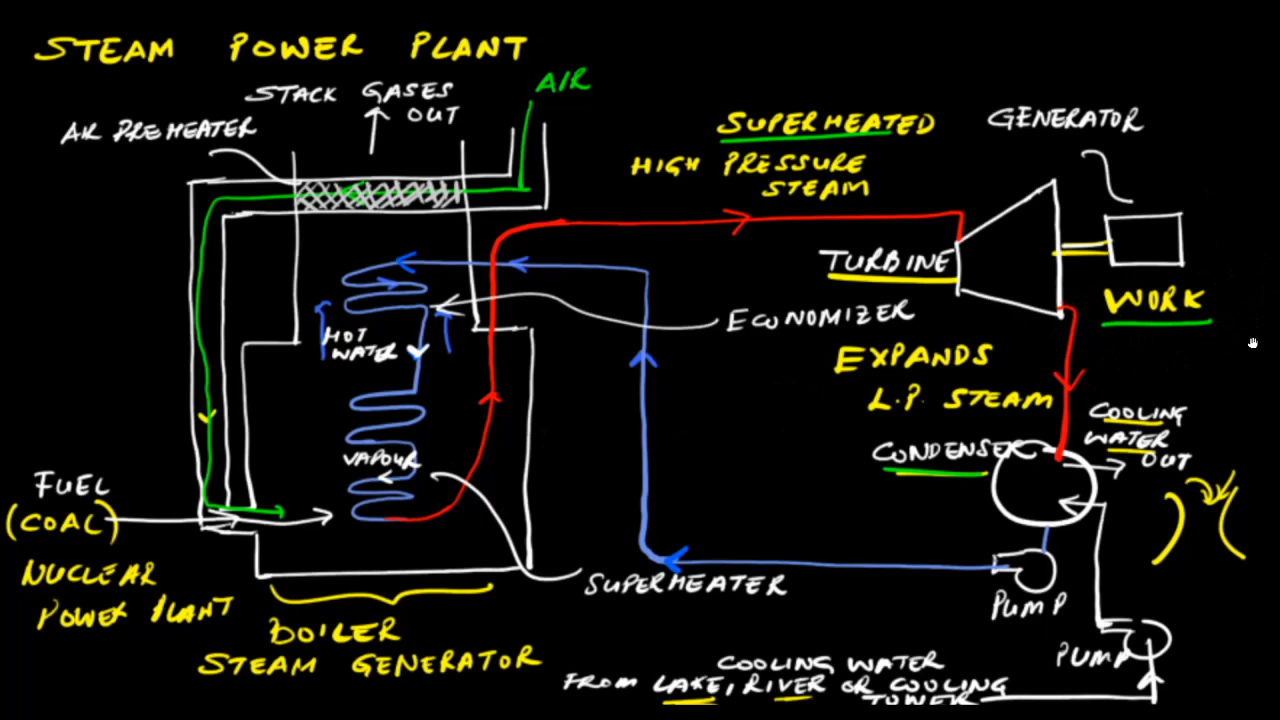 STEAM POWER PLANT
STACK GASES
OUT
AIR
AIR PREHEATER
SUPERHEATED
HIGH PRESSURE
STEAM
GENERATOR
TURBINE
WORK
ECONOMIZER
HOT
WATER
EXPANDS
L.P. STEAM
COOLING
WATER
OUT
CONDENSER
VAPOUR
FUEL
(COAL)
NUCLEAR
POWER PLANT
SUPERHEATER
PUMP
BOILER
STEAM GENERATOR
PUMP
COOLING WATER
FROM LAKE, RIVER OR COOLING
TOWER